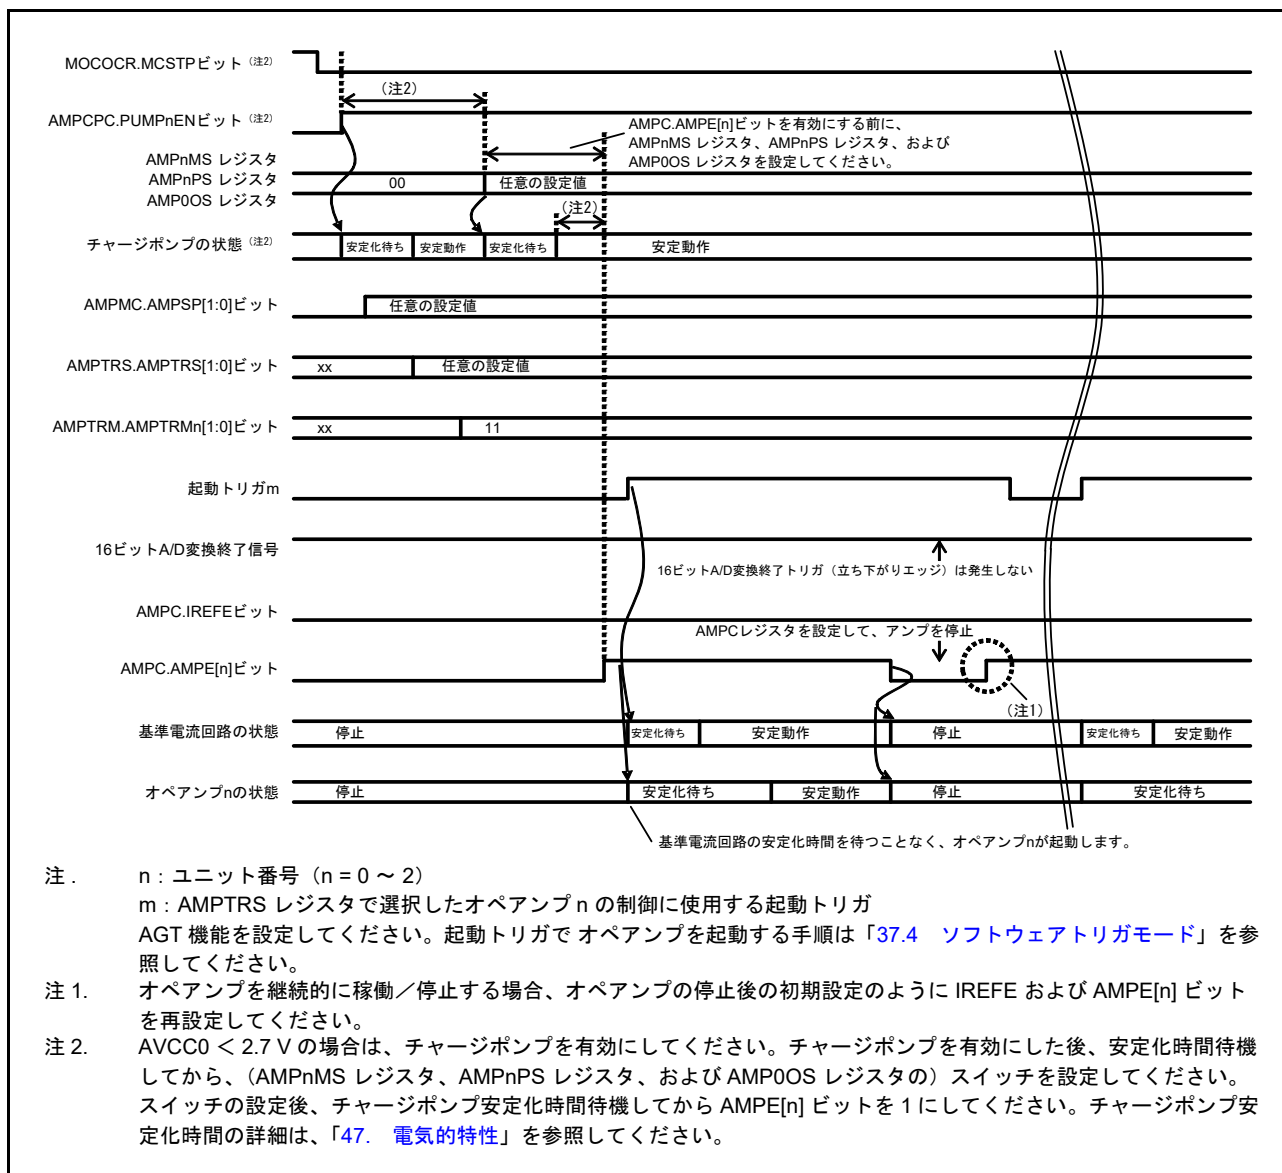 MOCOCR.MCSTPビット（注2）
（注2）
AMPCPC.PUMPnENビット（注2）
AMPC.AMPE[n]ビットを有効にする前に、
AMPnMS レジスタ、AMPnPS レジスタ、および
AMP0OS レジスタを設定してください。
AMPnMS レジスタ
AMPnPS レジスタ
AMP0OS レジスタ
00
任意の設定値
（注2）
チャージポンプの状態（注2）
安定化待ち
安定動作
安定化待ち
安定動作
AMPMC.AMPSP[1:0]ビット
任意の設定値
AMPTRS.AMPTRS[1:0]ビット
xx
任意の設定値
AMPTRM.AMPTRMn[1:0]ビット
xx
11
起動トリガm
16ビットA/D変換終了信号
16ビットA/D変換終了トリガ（立ち下がりエッジ）は発生しない
AMPC.IREFEビット
AMPCレジスタを設定して、アンプを停止
AMPC.AMPE[n]ビット
（注1）
基準電流回路の状態
停止
安定化待ち
安定動作
停止
安定化待ち
安定動作
オペアンプnの状態
停止
安定化待ち
安定動作
停止
安定化待ち
基準電流回路の安定化時間を待つことなく、オペアンプnが起動します。
注 . n：ユニット番号（n = 0 ～ 2）
m：AMPTRS レジスタで選択したオペアンプ n の制御に使用する起動トリガ
AGT 機能を設定してください。起動トリガで オペアンプを起動する手順は「37.4 ソフトウェアトリガモード」を参
照してください。
注 1. オペアンプを継続的に稼働／停止する場合、オペアンプの停止後の初期設定のように IREFE および AMPE[n] ビット
を再設定してください。
注 2. AVCC0 ＜ 2.7 V の場合は、チャージポンプを有効にしてください。チャージポンプを有効にした後、安定化時間待機
してから、（AMPnMS レジスタ、AMPnPS レジスタ、および AMP0OS レジスタの）スイッチを設定してください。
スイッチの設定後、チャージポンプ安定化時間待機してから AMPE[n] ビットを 1 にしてください。チャージポンプ安
定化時間の詳細は、「47. 電気的特性」を参照してください。